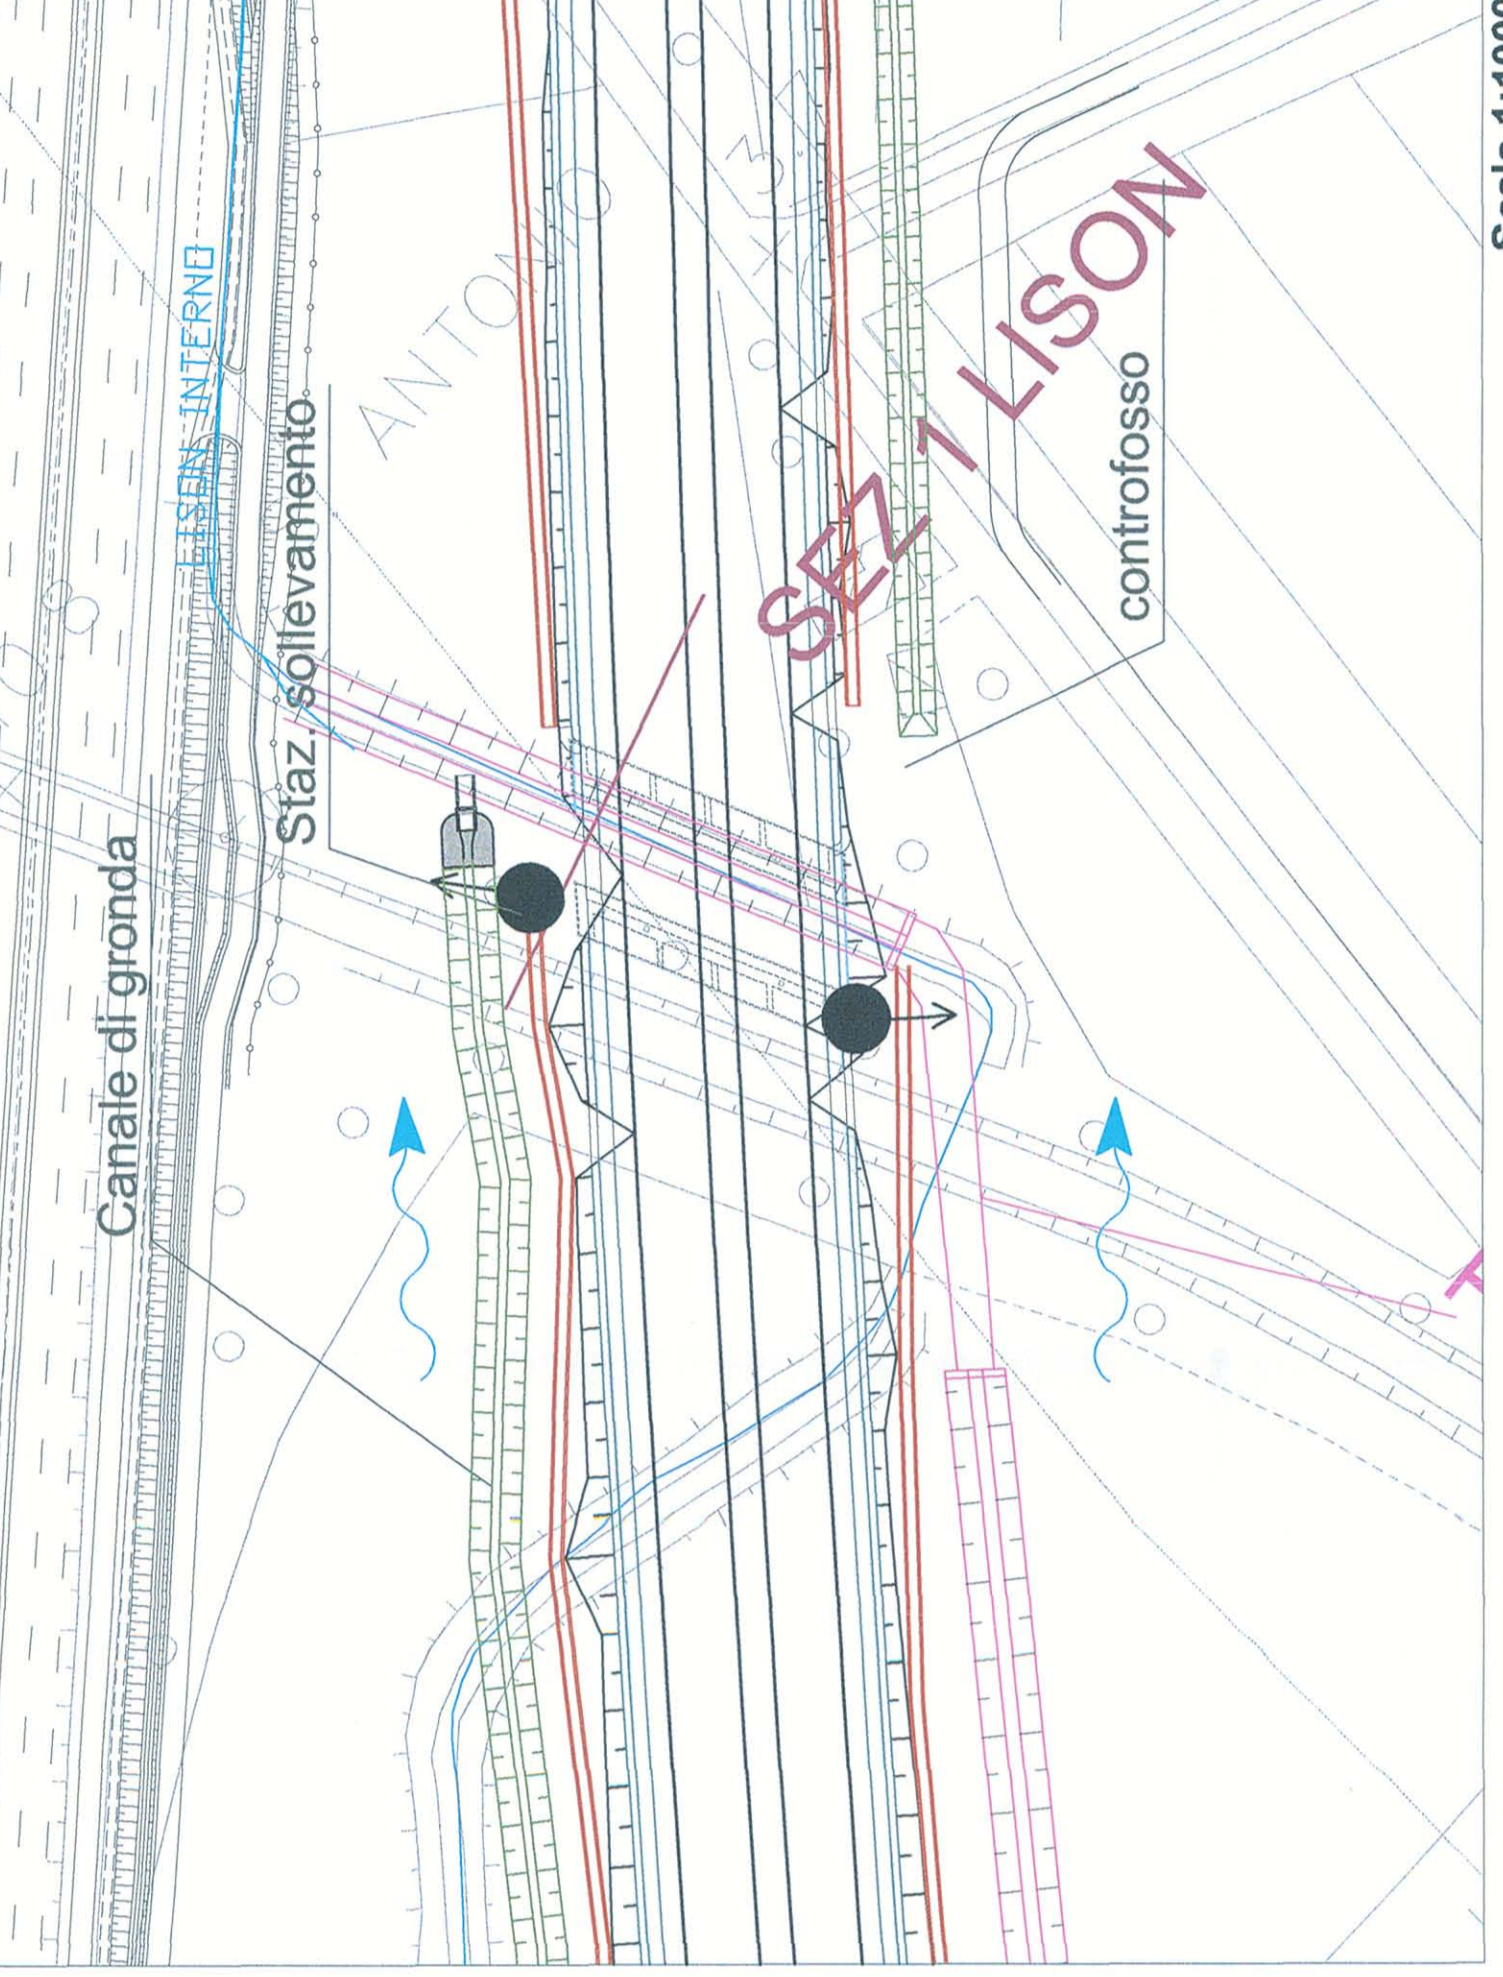 Canale di gronda
LISON INTERNO
Staz. sollevamento
ANTONIO
SEZ 1 LISON
controfosso